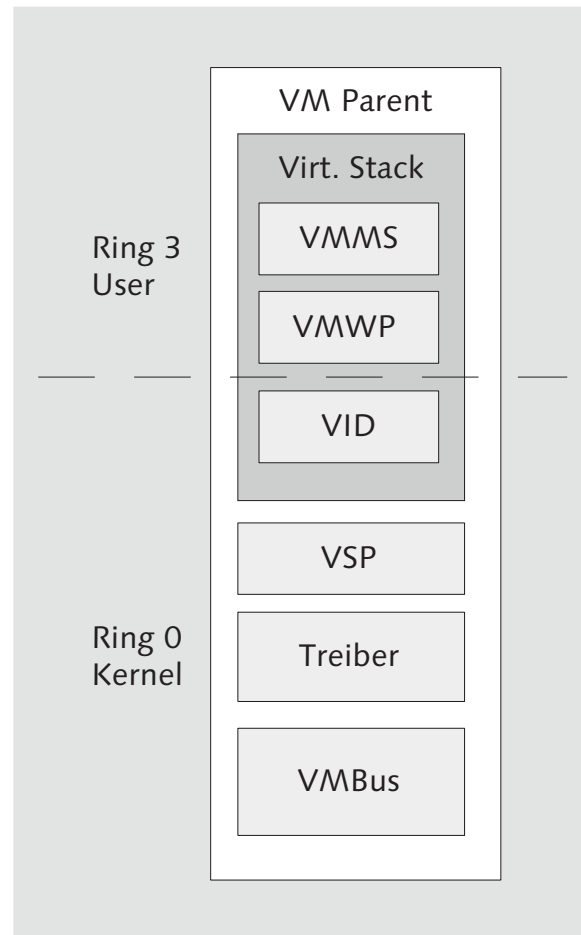 VM Parent
Virt. Stack
VMMS
Ring 3
User
VMWP
VID
VSP
Ring 0
Kernel
Treiber
VMBus